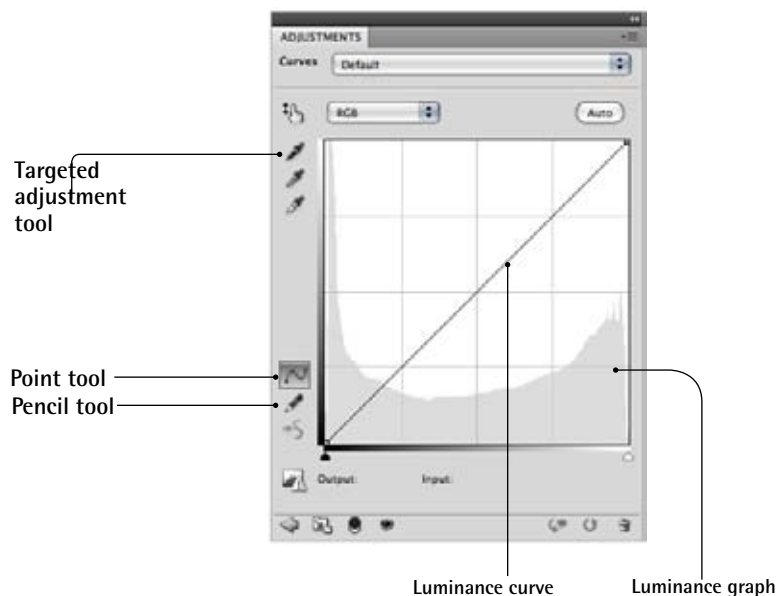 ADJUSTMENTS
Curves Default
RGB Auto
Targeted
adjustment
tool
Point tool
Pencil tool
Output: Input:
Luminance curve Luminance graph